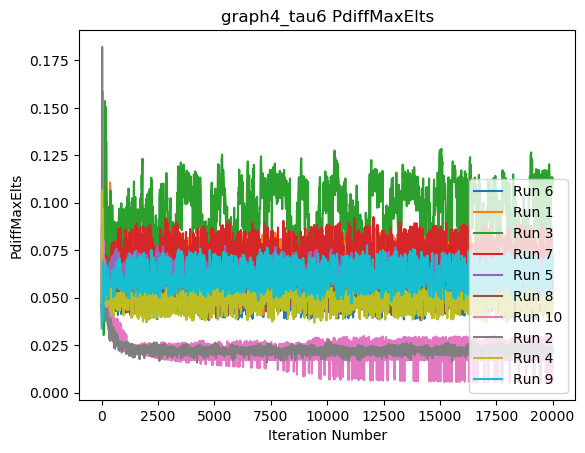 graph4_tau6 PdiffMaxElts
PdiffMaxElts
0.175
0.150
0.125
0.100
0.075
0.050
0.025
0.000
0
2500
5000
7500
10000
12500
15000
17500
20000
Iteration Number
Run 6
Run 1
Run 3
Run 7
Run 5
Run 8
Run 10
Run 2
Run 4
Run 9